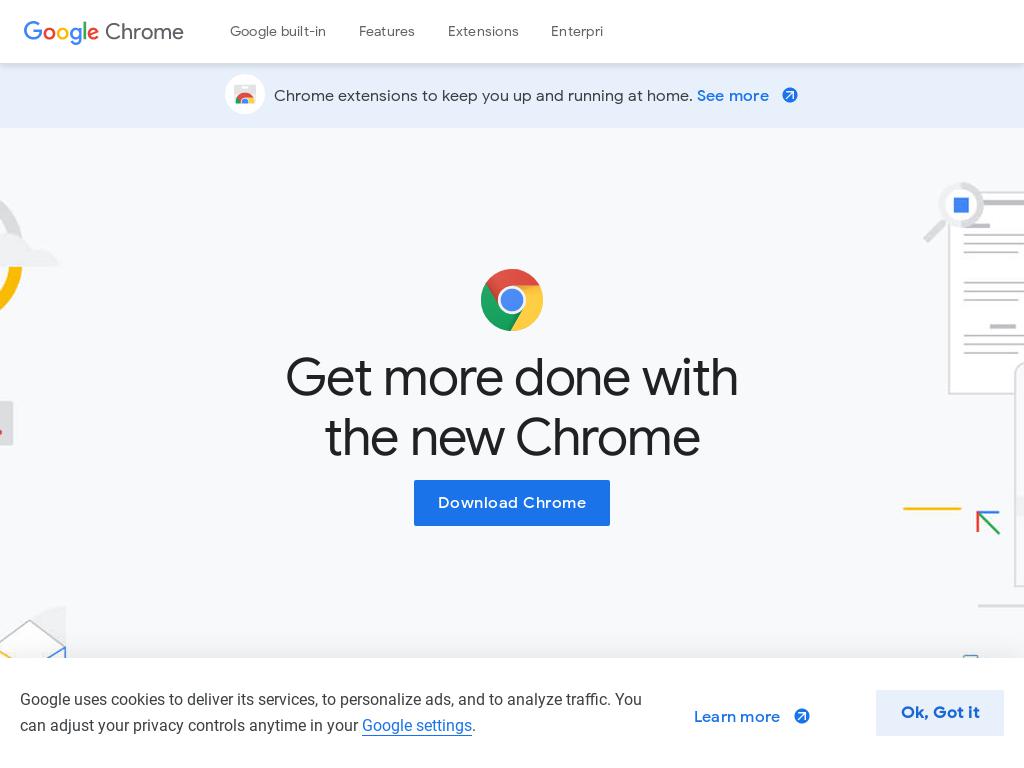 Google Chrome
Google built-in
Features
Extensions
Enterpri
Chrome extensions to keep you up and running at home. See more
Get more done with
the new Chrome
Download Chrome
Google uses cookies to deliver its services, to personalize ads, and to analyze traffic. You
can adjust your privacy controls anytime in your Google settings.
Learn more
Ok, Got it